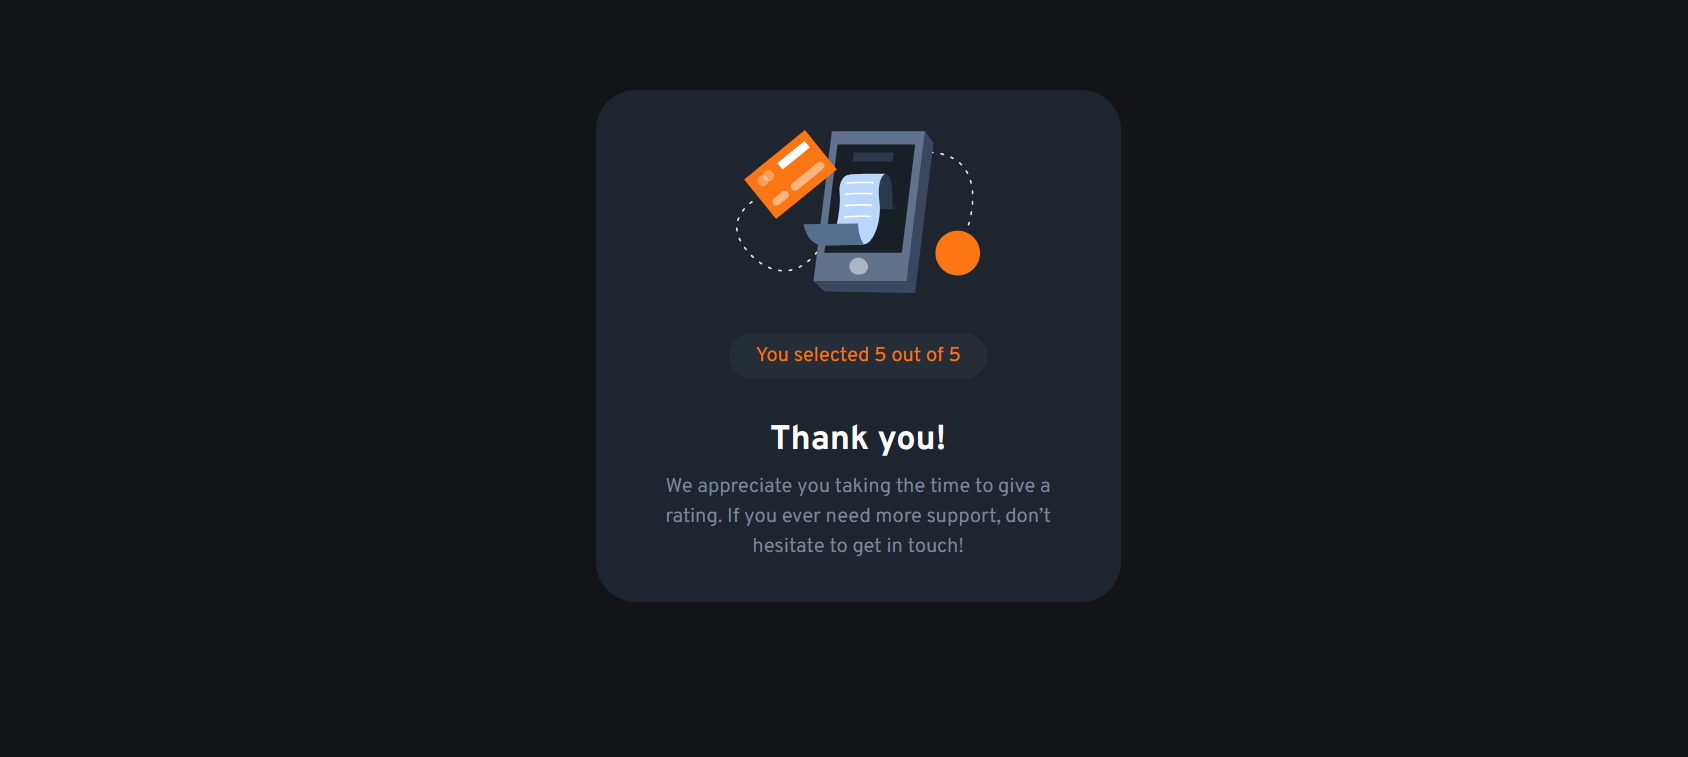 You selected 5 out of 5
Thank you!
We appreciate you taking the time to give a
rating. If you ever need more support, don’t
hesitate to get in touch!